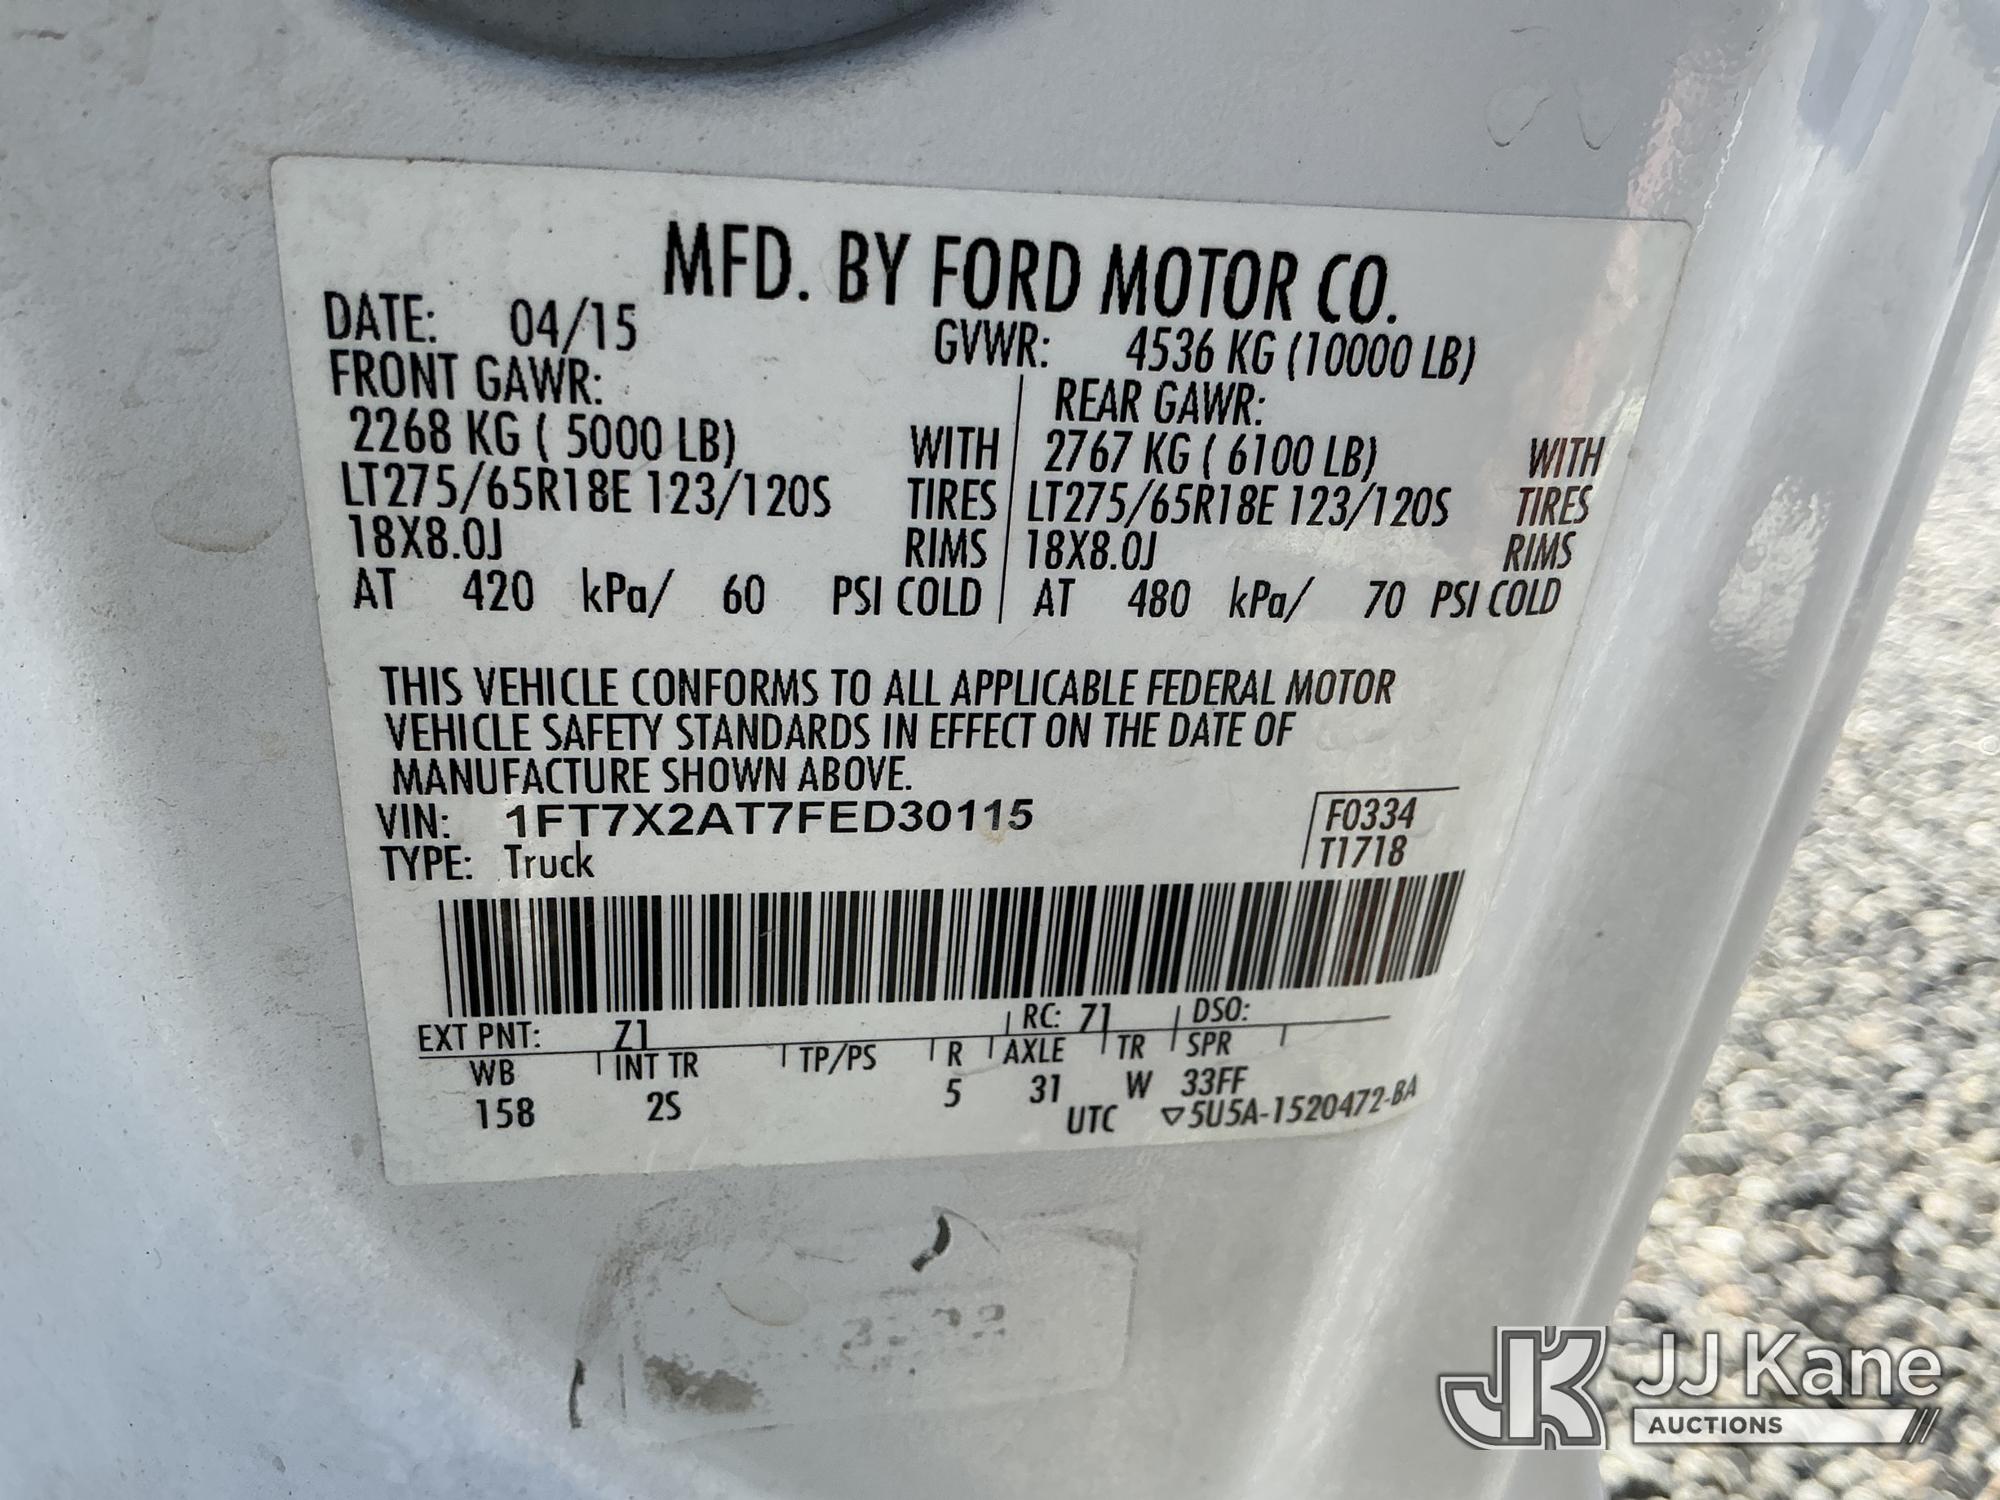 MFD. BY FORD MOTOR CO.
DATE: 04/15 GVWR: 4536 KG (10000 LB)
FRONT GAWR: REAR GAWR:
2268 KG ( 5000 LB) WITH 2767 KG ( 6100 LB) WITH
LT275/65R18E 123/120S TIRES LT275/65R18E 123/120S TIRES
18X8.0J RIMS 18X8.0J RIMS
AT 420 kPa/ 60 PSI COLD AT 480 kPa/ 70 PSI COLD
THIS VEHICLE CONFORMS TO ALL APPLICABLE FEDERAL MOTOR
VEHICLE SAFETY STANDARDS IN EFFECT ON THE DATE OF
MANUFACTURE SHOWN ABOVE.
VIN: 1FT7X2AT7FED30115 F0334
TYPE: Truck T1718
EXT PNT: Z1 RC: 71 DSO:
WB INT TR TP/PS R AXLE TR SPR
158 2S 5 31 W 33FF
UTC ▽5U5A-1520472-BA
JK JJ Kane
AUCTIONS